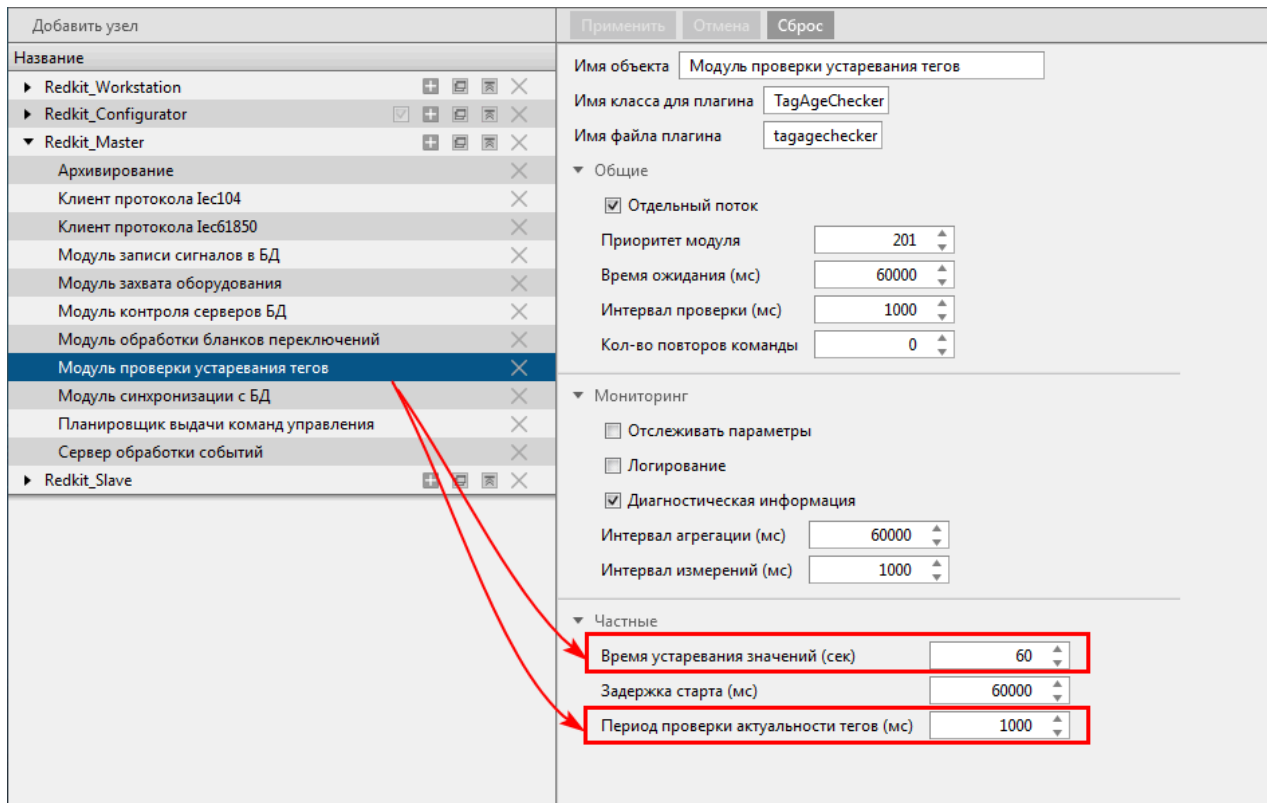 Добавить узел
Название
Redkit_Workstation
Redkit_Configurator
Redkit_Master
Архивирование
Клиент протокола Iec104
Клиент протокола Iec61850
Модуль записи сигналов в БД
Модуль захвата оборудования
Модуль контроля серверов БД
Модуль обработки бланков переключений
Модуль проверки устаревания тегов
Модуль синхронизации с БД
Планировщик выдачи команд управления
Сервер обработки событий
Redkit_Slave
Применить Отмена Сброс
Имя объекта Модуль проверки устаревания тегов
Имя класса для плагина TagAgeChecker
Имя файла плагина tagagechecker
Общие
Отдельный поток
Приоритет модуля 201
Время ожидания (мс) 60000
Интервал проверки (мс) 1000
Кол-во повторов команды 0
Мониторинг
Отслеживать параметры
Логирование
Диагностическая информация
Интервал агрегации (мс) 60000
Интервал измерений (мс) 1000
Частные
Время устаревания значений (сек) 60
Задержка старта (мс) 60000
Период проверки актуальности тегов (мс) 1000